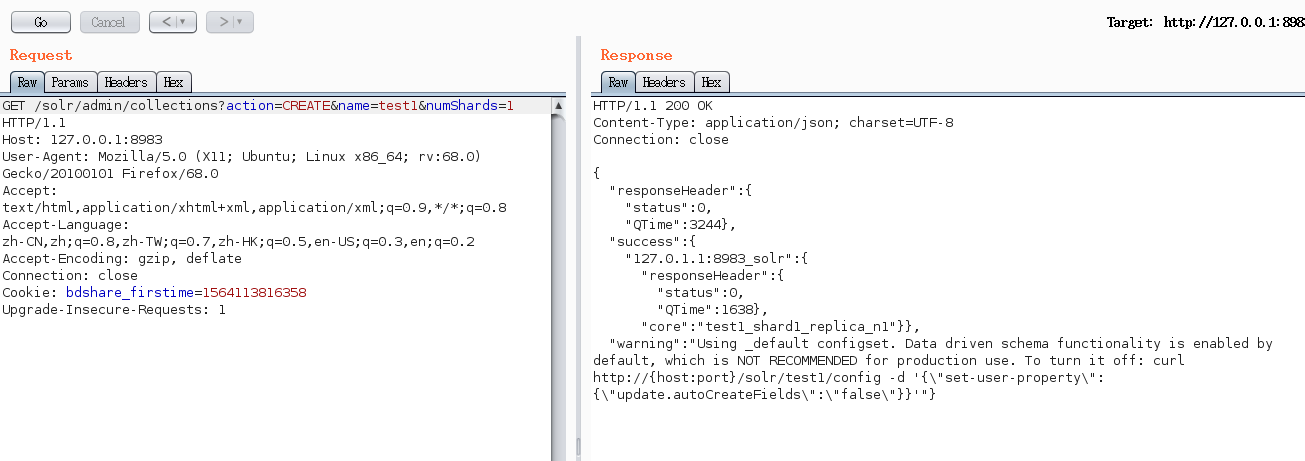 Go Cancel < > Target: http://127.0.0.1:898
Request
Raw Params Headers Hex
GET /solr/admin/collections?action=CREATE&name=test1&numShards=1
HTTP/1.1
Host: 127.0.0.1:8983
User-Agent: Mozilla/5.0 (X11; Ubuntu; Linux x86_64; rv:68.0)
Gecko/20100101 Firefox/68.0
Accept:
text/html,application/xhtml+xml,application/xml;q=0.9,*/*;q=0.8
Accept-Language:
zh-CN,zh;q=0.8,zh-TW;q=0.7,zh-HK;q=0.5,en-US;q=0.3,en;q=0.2
Accept-Encoding: gzip, deflate
Connection: close
Cookie: bdshare_firstime=1564113816358
Upgrade-Insecure-Requests: 1
Response
Raw Headers Hex
HTTP/1.1 200 OK
Content-Type: application/json; charset=UTF-8
Connection: close
{
  "responseHeader":{
    "status":0,
    "QTime":3244},
  "success":{
    "127.0.1.1:8983_solr":{
      "responseHeader":{
        "status":0,
        "QTime":1638},
      "core":"test1_shard1_replica_n1"}},
  "warning":"Using _default configset. Data driven schema functionality is enabled by
default, which is NOT RECOMMENDED for production use. To turn it off: curl
http://{host:port}/solr/test1/config -d '{\"set-user-property\":
{\"update.autoCreateFields\":\"false\"}}'"}